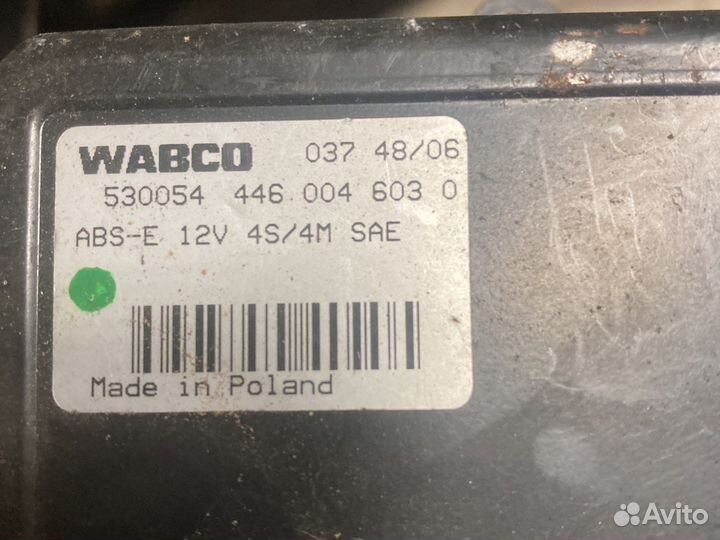 WABCO 037 48/06
530054 446 004 603 0
ABS-E 12V 4S/4M SAE
Made in Poland
Avito